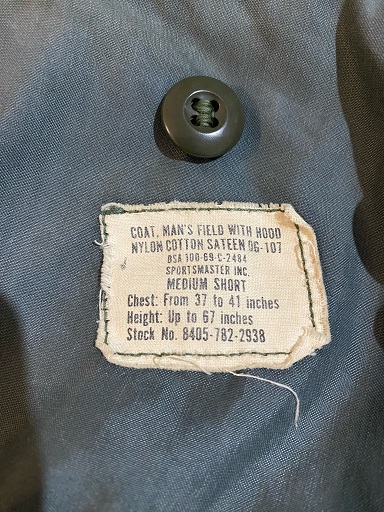 COAT, MAN'S FIELD WITH HOOD
NYLON COTTON SATEEN OG-107
DSA 100-69-C-2484
SPORTSMASTER INC.
MEDIUM SHORT
Chest: From 37 to 41 inches
Height: Up to 67 inches
Stock No. 8405-782-2938